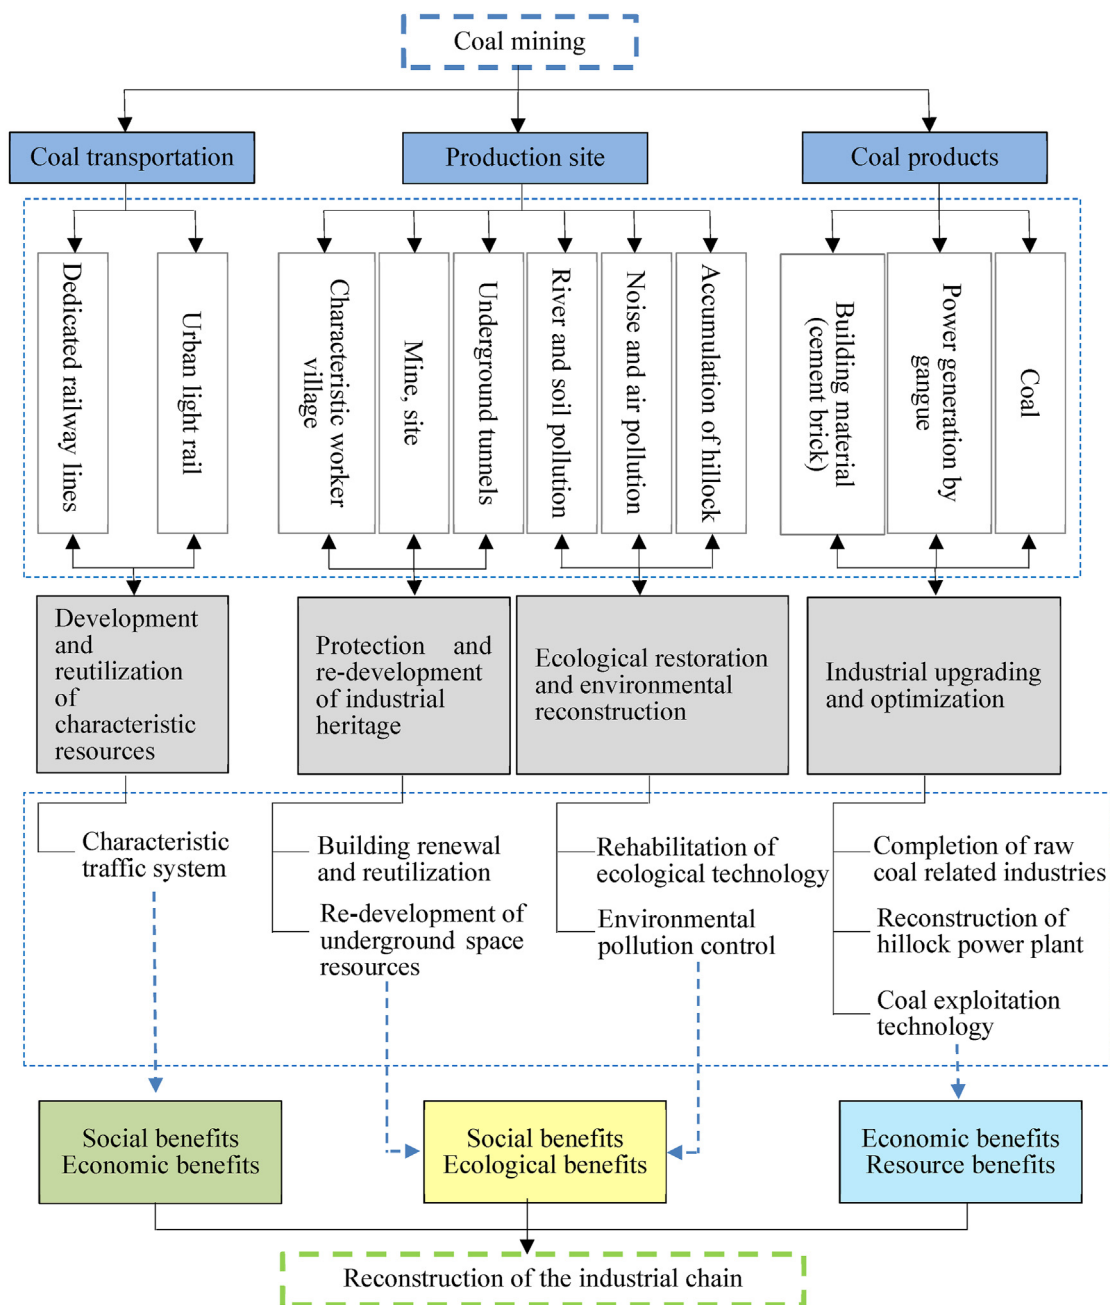 Coal mining
Coal transportation
Production site
Coal products
Dedicated railway lines
Urban light rail
Characteristic worker
village
Mine, site
Underground tunnels
River and soil pollution
Noise and air pollution
Accumulation of hillock
Building material
(cement brick)
Power generation by
gangue
Coal
Development
and
reutilization
of
characteristic
resources
Protection and
re-development
of industrial
heritage
Ecological restoration
and environmental
reconstruction
Industrial upgrading
and optimization
Characteristic
traffic system
Building renewal
and reutilization
Re-development of
underground space
resources
Rehabilitation of
ecological technology
Environmental
pollution control
Completion of raw
coal related industries
Reconstruction of
hillock power plant
Coal exploitation
technology
Social benefits
Economic benefits
Social benefits
Ecological benefits
Economic benefits
Resource benefits
Reconstruction of the industrial chain